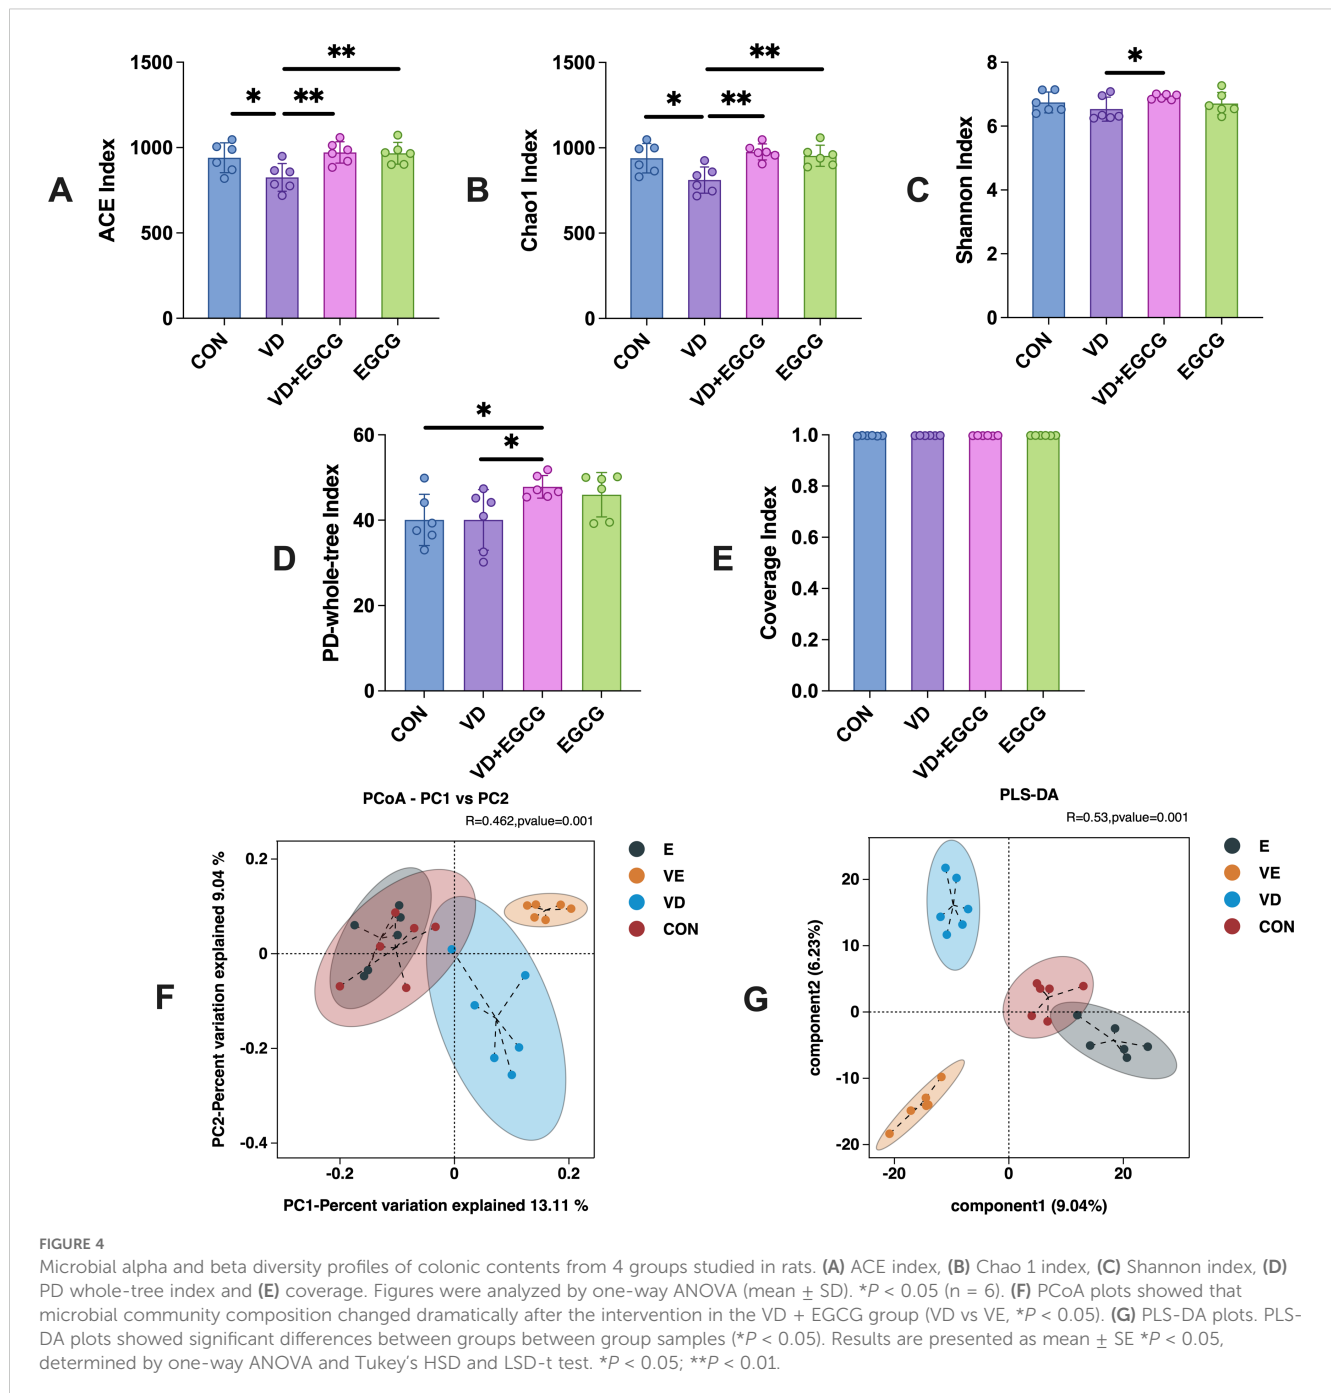 A
ACE Index
1500
1000
500
0
*
**
**
CON
VD
VD+EGCG
EGCG
B
Chao1 Index
1500
1000
500
0
*
**
**
CON
VD
VD+EGCG
EGCG
C
Shannon Index
8
6
4
2
0
*
CON
VD
VD+EGCG
EGCG
D
PD-whole-tree Index
60
40
20
0
*
*
CON
VD
VD+EGCG
EGCG
E
Coverage Index
1.0
0.8
0.6
0.4
0.2
0.0
CON
VD
VD+EGCG
EGCG
F
PCoA - PC1 vs PC2
R=0.462,pvalue=0.001
PC2-Percent variation explained 9.04 %
0.2
0
-0.2
-0.4
-0.2
0
0.2
PC1-Percent variation explained 13.11 %
E
VE
VD
CON
G
PLS-DA
R=0.53,pvalue=0.001
component2 (6.23%)
20
10
0
-10
-20
-20
0
20
component1 (9.04%)
E
VE
VD
CON
FIGURE 4
Microbial alpha and beta diversity profiles of colonic contents from 4 groups studied in rats. (A) ACE index, (B) Chao 1 index, (C) Shannon index, (D)
PD whole-tree index and (E) coverage. Figures were analyzed by one-way ANOVA (mean ± SD). *P < 0.05 (n = 6). (F) PCoA plots showed that
microbial community composition changed dramatically after the intervention in the VD + EGCG group (VD vs VE, *P < 0.05). (G) PLS-DA plots. PLS-
DA plots showed significant differences between groups between group samples (*P < 0.05). Results are presented as mean ± SE *P < 0.05,
determined by one-way ANOVA and Tukey's HSD and LSD-t test. *P < 0.05; **P < 0.01.